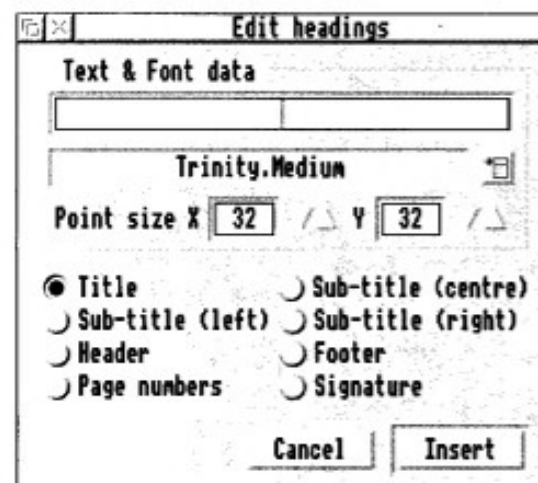 Edit headings
Text & Font data
Trinity.Medium
Point size X 32 Y 32
Title Sub-title (centre)
Sub-title (left) Sub-title (right)
Header Footer
Page numbers Signature
Cancel Insert